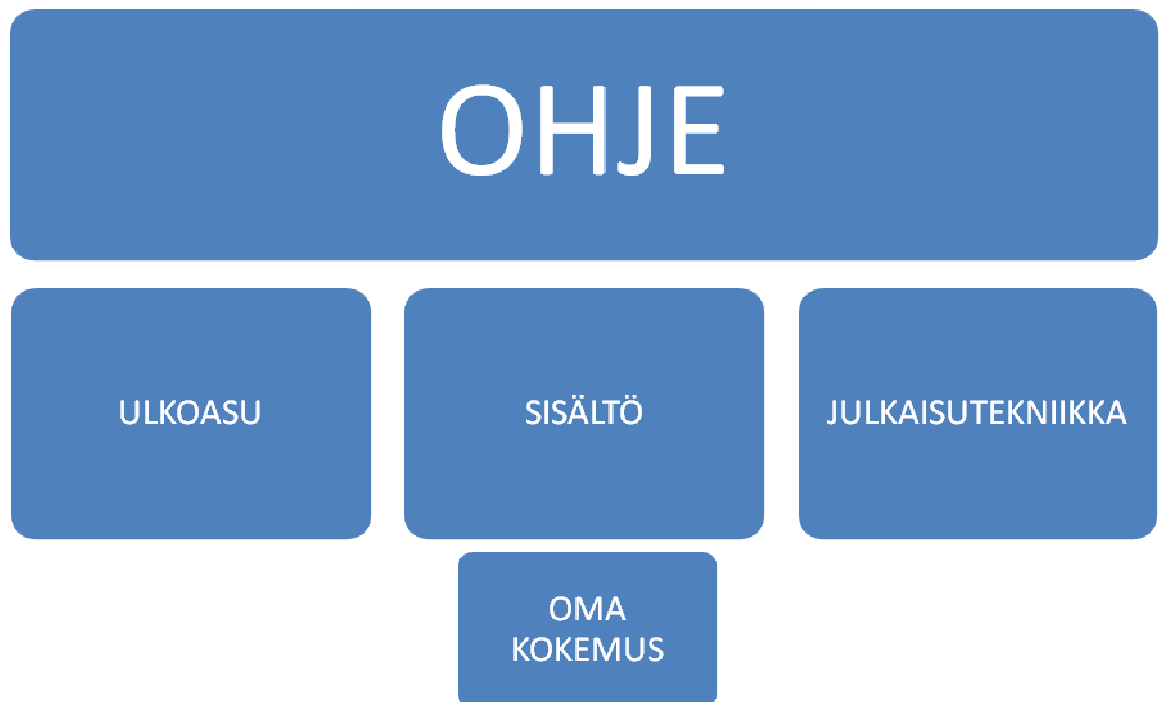 OHJE
ULKOASU
SISÄLTÖ
JULKAISUTEKNIIKKA
OMA
KOKEMUS